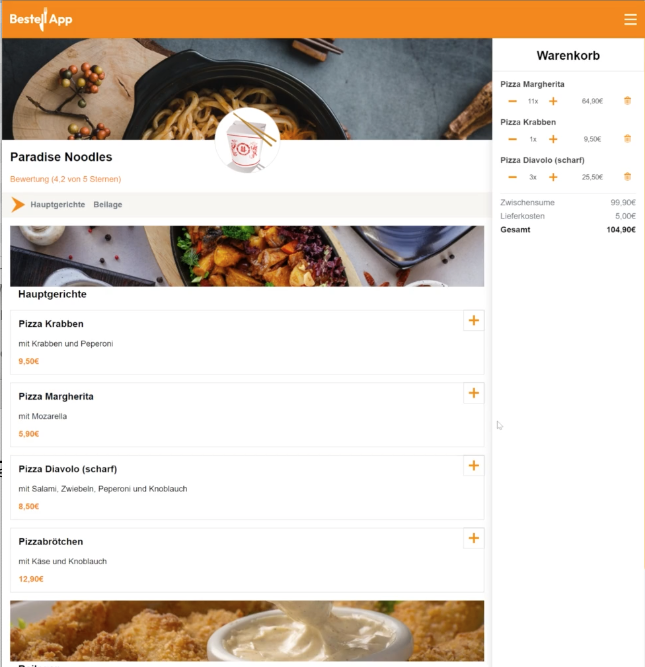 Bestell App
Warenkorb
Pizza Margherita
11x 64,90€
Pizza Krabben
1x 9,50€
Pizza Diavolo (scharf)
3x 25,50€
Zwischensume 99,90€
Lieferkosten 5,00€
Gesamt 104,90€
Paradise Noodles
Bewertung (4,2 von 5 Sternen)
Hauptgerichte Beilage
Hauptgerichte
Pizza Krabben
mit Krabben und Peperoni
9,50€
Pizza Margherita
mit Mozarella
5,90€
Pizza Diavolo (scharf)
mit Salami, Zwiebeln, Peperoni und Knoblauch
8,50€
Pizzabrötchen
mit Käse und Knoblauch
12,90€